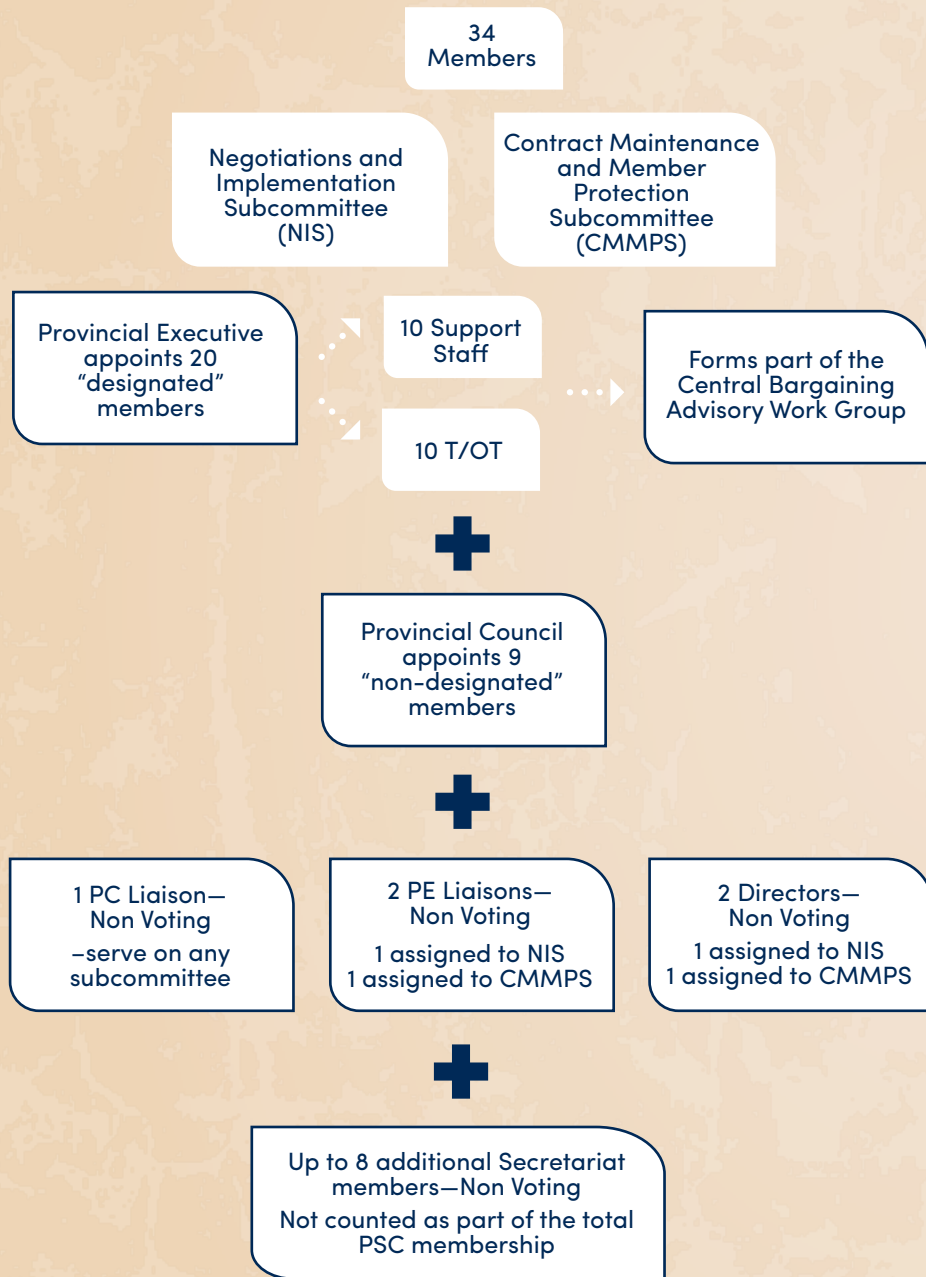 34
Members
Negotiations and
Implementation
Subcommittee
(NIS)
Contract Maintenance
and Member
Protection
Subcommittee
(CMMPS)
Provincial Executive
appoints 20
“designated”
members
10 Support
Staff
10 T/OT
Forms part of the
Central Bargaining
Advisory Work Group
Provincial Council
appoints 9
“non-designated”
members
1 PC Liaison—
Non Voting
–serve on any
subcommittee
2 PE Liaisons—
Non Voting
1 assigned to NIS
1 assigned to CMMPS
2 Directors—
Non Voting
1 assigned to NIS
1 assigned to CMMPS
Up to 8 additional Secretariat
members—Non Voting
Not counted as part of the total
PSC membership